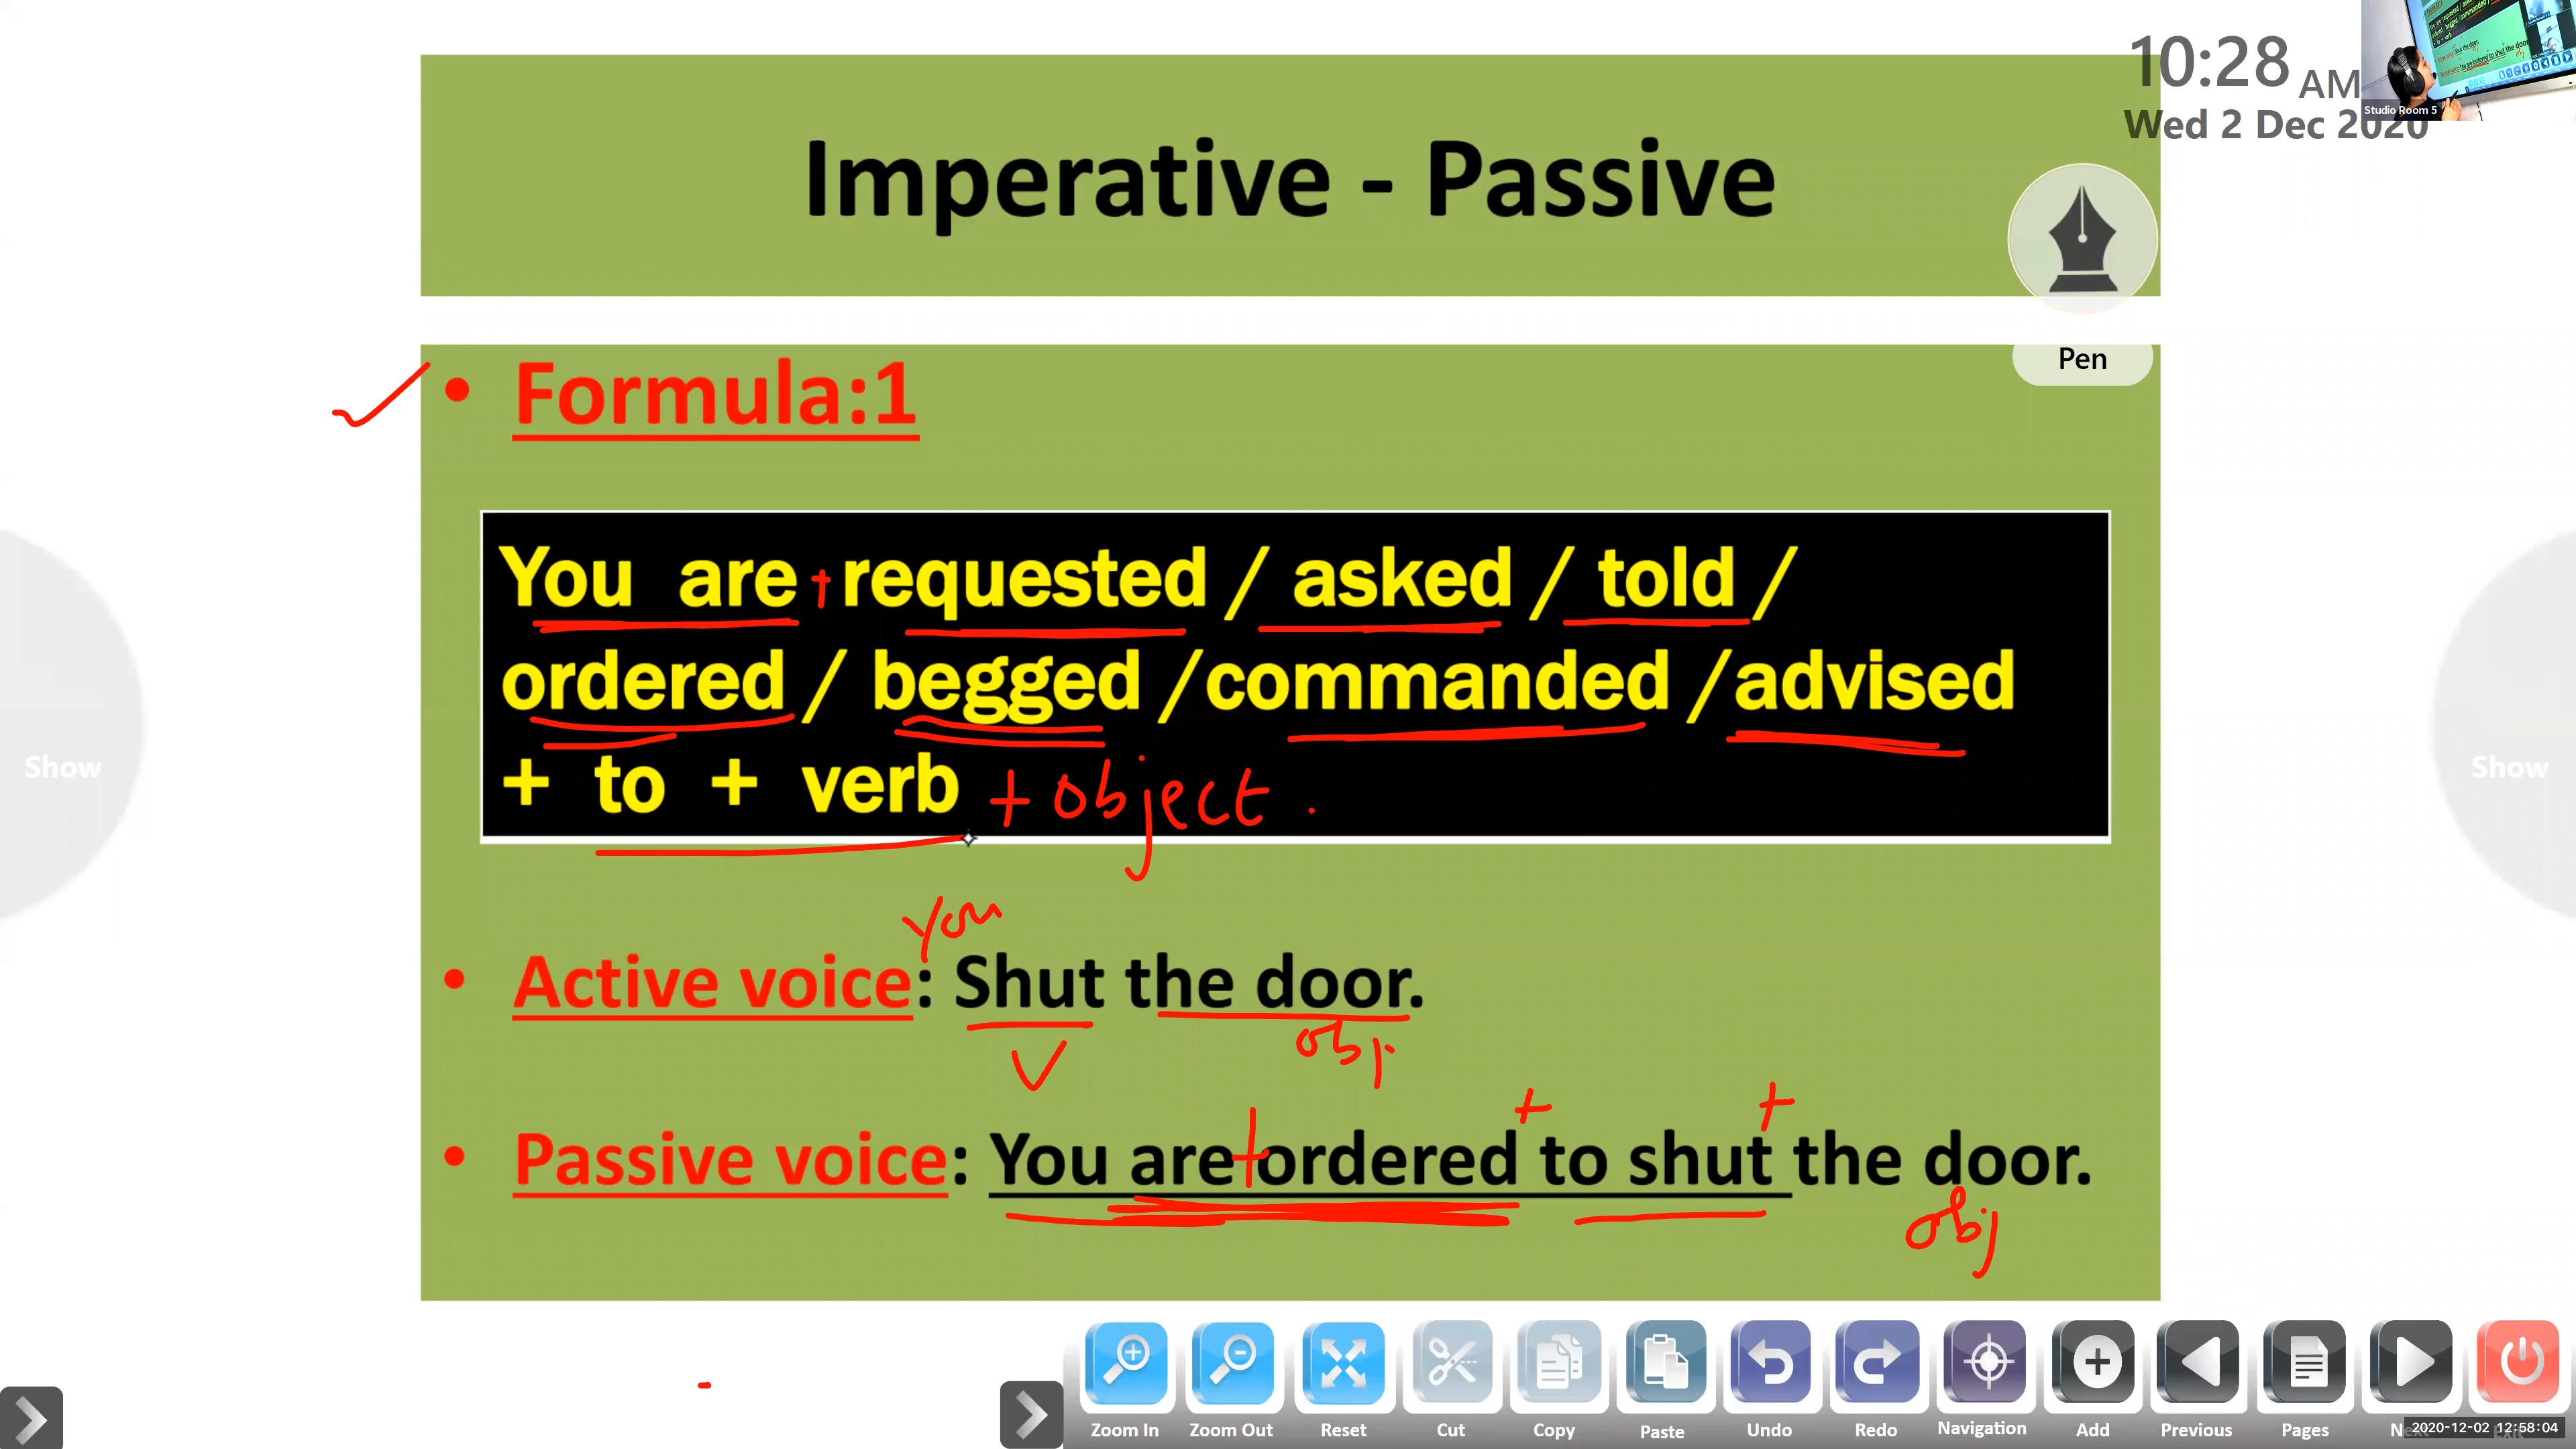 10:28 AM
Wed 2 Dec 2020
Studio Room 5
Imperative - Passive
Pen
• Formula:1
You are + requested / asked / told /
ordered / begged /commanded /advised
+ to + verb + object .
You
• Active voice: Shut the door.
V obj
+ +
• Passive voice: You are + ordered to shut the door.
obj
Show
Show
Zoom In Zoom Out Reset Cut Copy Paste Undo Redo Navigation Add Previous Pages
2020-12-02 12:58:04